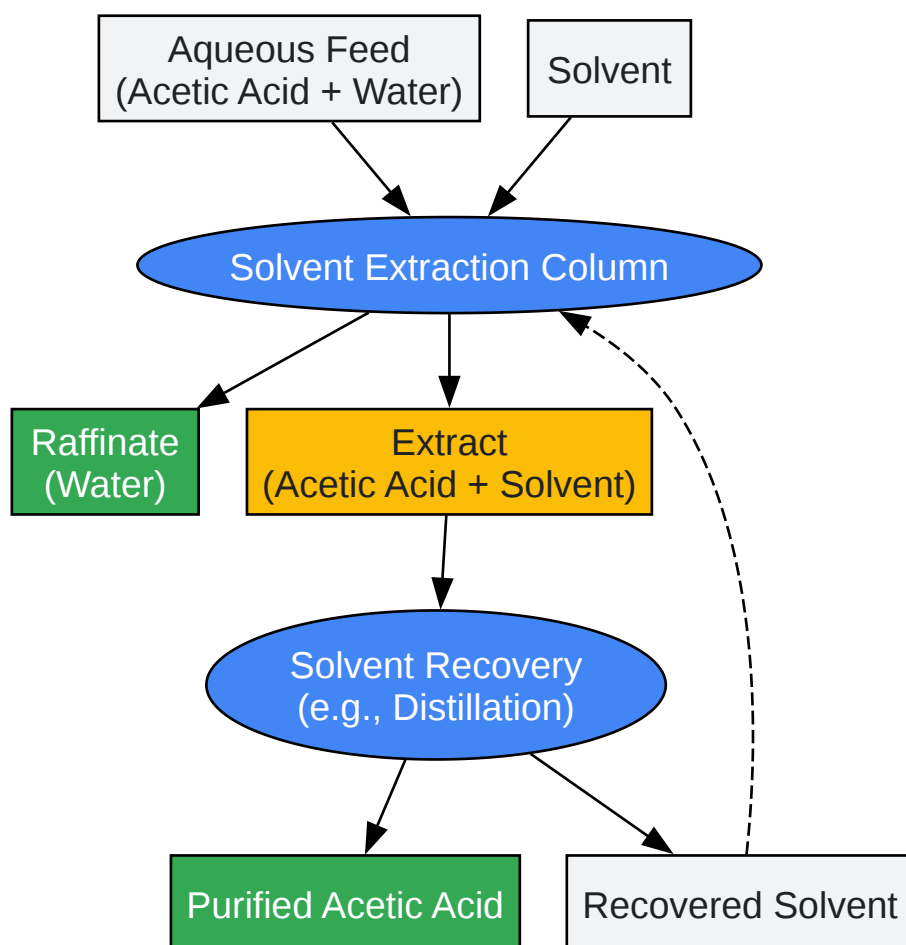 Aqueous Feed
(Acetic Acid + Water)
Solvent
Solvent Extraction Column
Raffinate
(Water)
Extract
(Acetic Acid + Solvent)
Solvent Recovery
(e.g., Distillation)
Purified Acetic Acid
Recovered Solvent